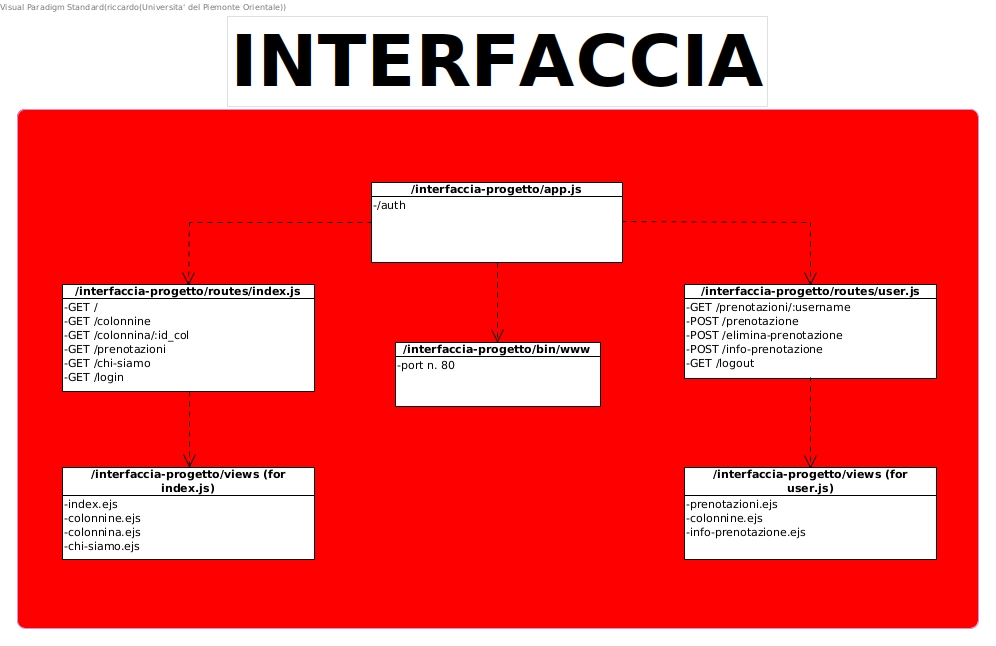 Visual Paradigm Standard(riccardo(Universita' del Piemonte Orientale))
INTERFACCIA
/interfaccia-progetto/app.js
-/auth
/interfaccia-progetto/routes/index.js
-GET /
-GET /colonnine
-GET /colonnina/:id_col
-GET /prenotazioni
-GET /chi-siamo
-GET /login
/interfaccia-progetto/bin/www
-port n. 80
/interfaccia-progetto/routes/user.js
-GET /prenotazioni/:username
-POST /prenotazione
-POST /elimina-prenotazione
-POST /info-prenotazione
-GET /logout
/interfaccia-progetto/views (for
index.js)
-index.ejs
-colonnine.ejs
-colonnina.ejs
-chi-siamo.ejs
/interfaccia-progetto/views (for
user.js)
-prenotazioni.ejs
-colonnine.ejs
-info-prenotazione.ejs